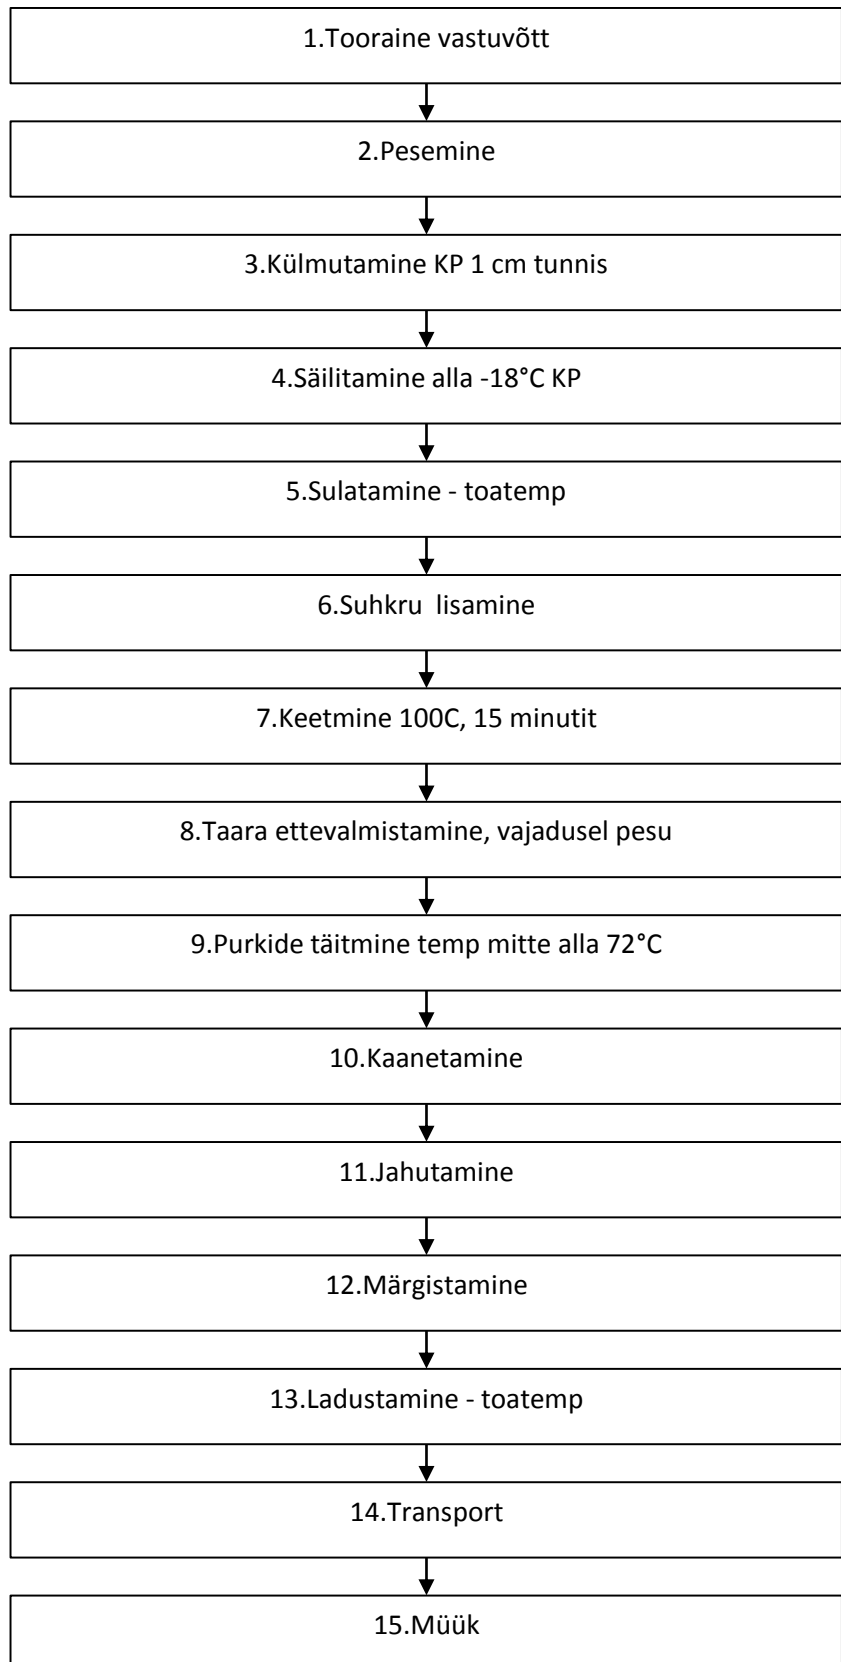 1.Tooraine vastuvõtt
2.Pesemine
3.Külmutamine KP 1 cm tunnis
4.Säilitamine alla -18°C KP
5.Sulatamine - toatemp
6.Suhkru  lisamine
7.Keetmine 100C, 15 minutit
8.Taara ettevalmistamine, vajadusel pesu
9.Purkide täitmine temp mitte alla 72°C
10.Kaanetamine
11.Jahutamine
12.Märgistamine
13.Ladustamine - toatemp
14.Transport
15.Müük